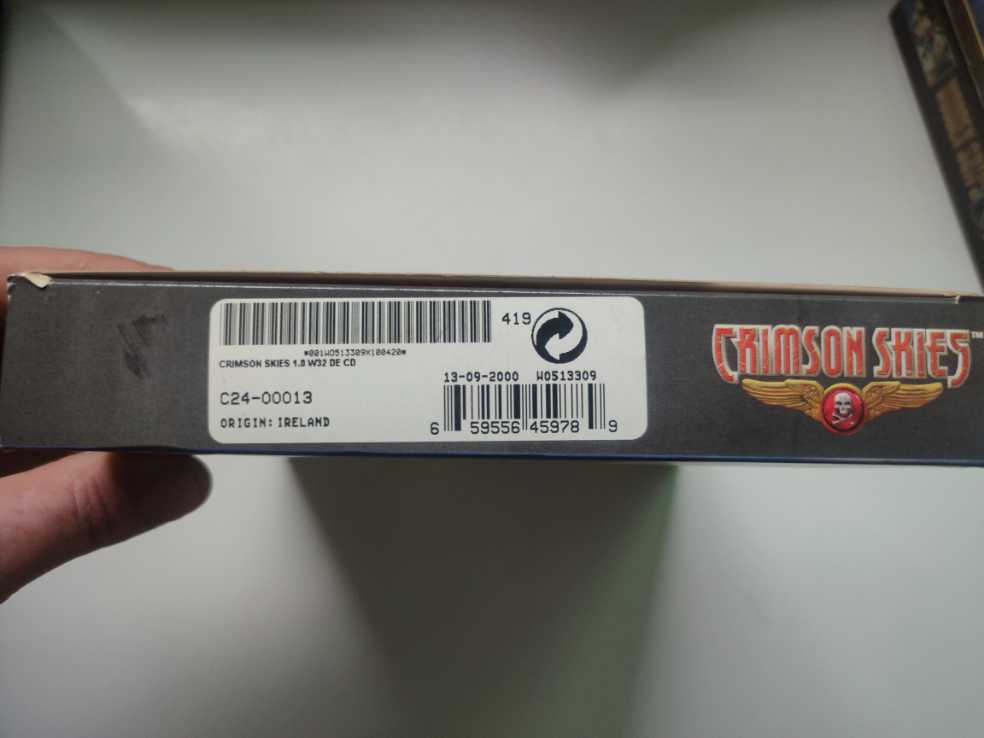 419
*001W0513309X100420*
CRIMSON SKIES 1.0 W32 DE CD
13-09-2000 W0513309
C24-00013
ORIGIN: IRELAND
6 59556 45978 9
CRIMSON SKIES™